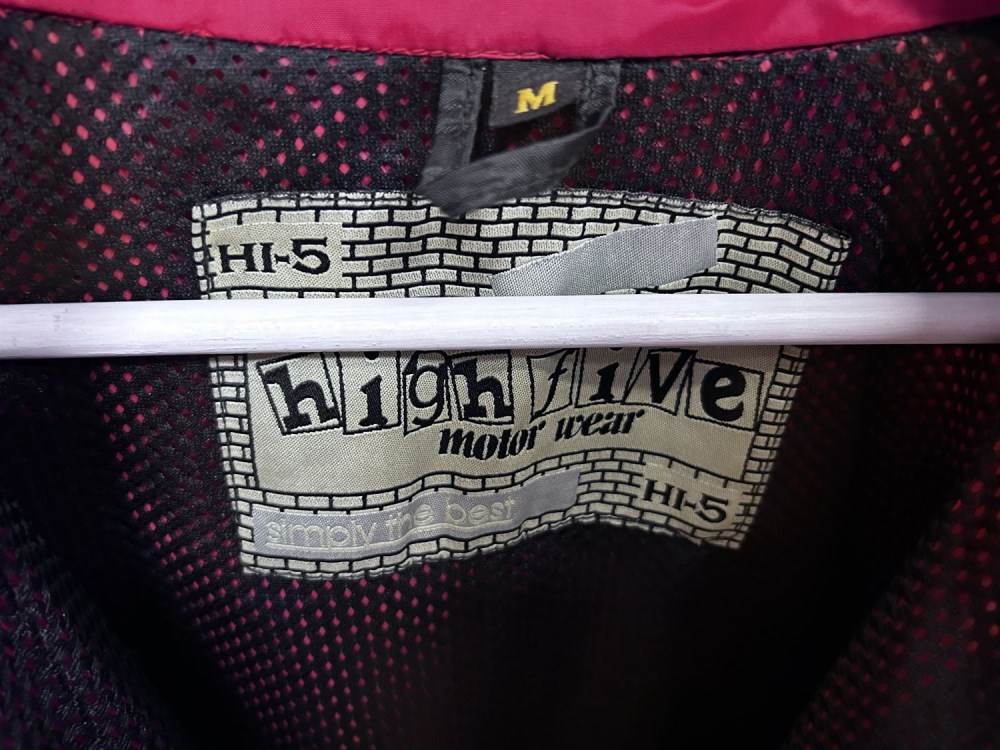 M
HI-5
high five
motor wear
HI-5
simply the best